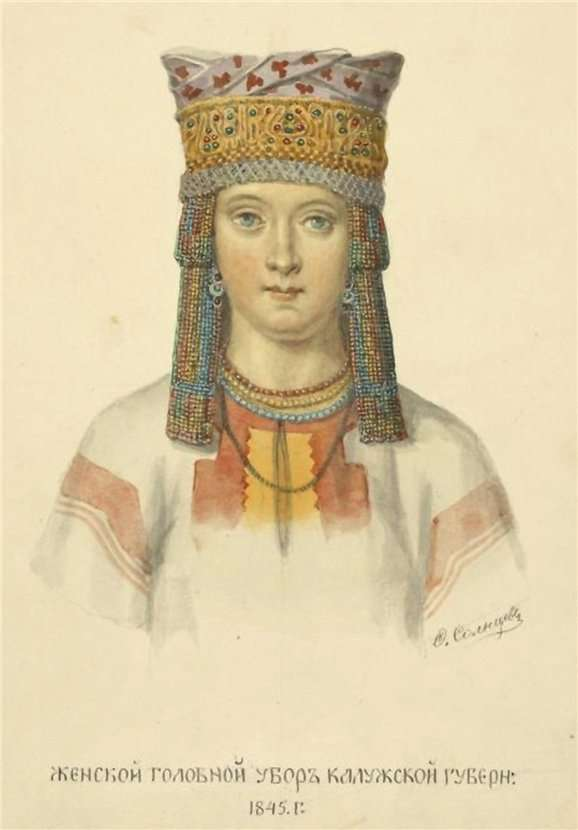 Ѳ. Солнцевъ
ЖЕНСКОЙ ГОЛОВНОЙ УБОРЪ КАЛУЖСКОЙ ГУБЕРН:
1845. Г.